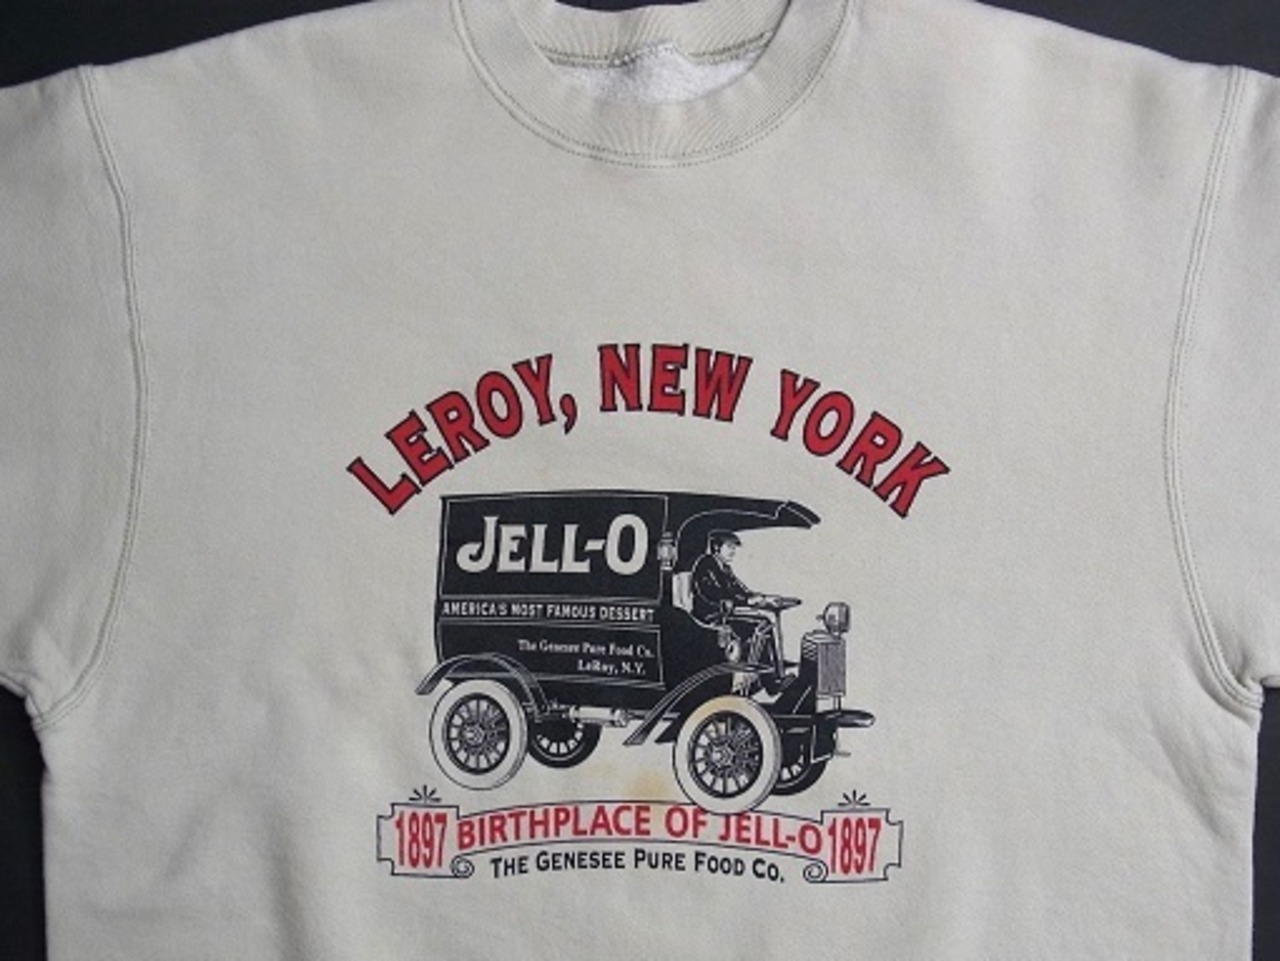 LEROY, NEW YORK
JELL-O
AMERICA'S MOST FAMOUS DESSERT
The Genesee Pure Food Co.
LeRoy, N.Y.
1897 BIRTHPLACE OF JELL-O 1897
THE GENESEE PURE FOOD CO.